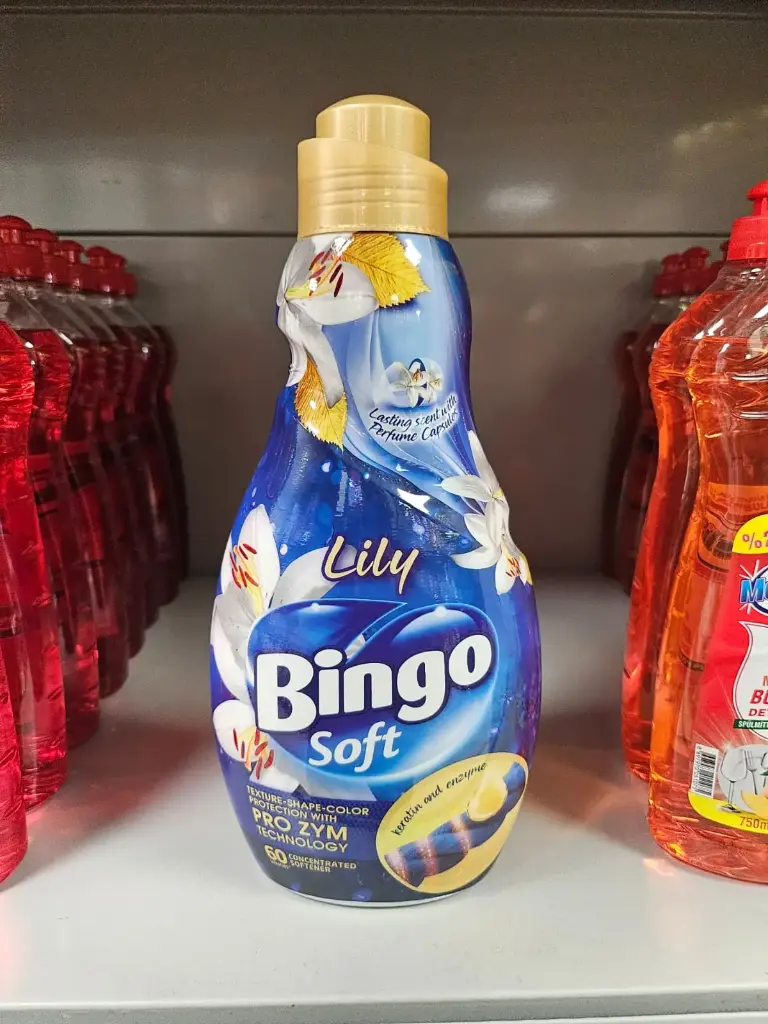 Lasting scent with
Perfume Capsules
Lily
Bingo
Soft
TEXTURE-SHAPE-COLOR
PROTECTION WITH
PRO ZYM
TECHNOLOGY
60 CONCENTRATED
SOFTENER
keratin and enzyme
750m